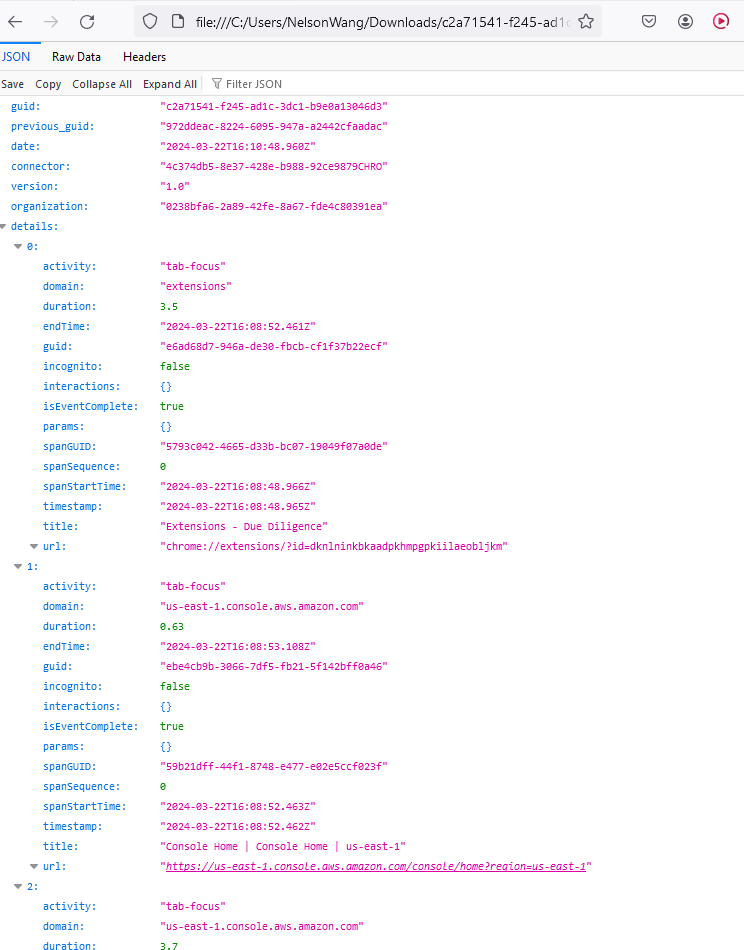 file:///C:/Users/NelsonWang/Downloads/c2a71541-f245-ad1c
JSON Raw Data Headers
Save Copy Collapse All Expand All Filter JSON
guid: "c2a71541-f245-ad1c-3dc1-b9e0a13046d3"
previous_guid: "972ddeac-8224-6095-947a-a2442cfaadac"
date: "2024-03-22T16:10:48.960Z"
connector: "4c374db5-8e37-428e-b988-92ce9879CHRO"
version: "1.0"
organization: "0238bfa6-2a89-42fe-8a67-fde4c80391ea"
details:
0:
activity: "tab-focus"
domain: "extensions"
duration: 3.5
endTime: "2024-03-22T16:08:52.461Z"
guid: "e6ad68d7-946a-de30-fbcb-cf1f37b22ecf"
incognito: false
interactions: {}
isEventComplete: true
params: {}
spanGUID: "5793c042-4665-d33b-bc07-19049f07a0de"
spanSequence: 0
spanStartTime: "2024-03-22T16:08:48.966Z"
timestamp: "2024-03-22T16:08:48.965Z"
title: "Extensions - Due Diligence"
url: "chrome://extensions/?id=dknlninkbkaadpkhmpgpkiilaeobljkm"
1:
activity: "tab-focus"
domain: "us-east-1.console.aws.amazon.com"
duration: 0.63
endTime: "2024-03-22T16:08:53.108Z"
guid: "ebe4cb9b-3066-7df5-fb21-5f142bff0a46"
incognito: false
interactions: {}
isEventComplete: true
params: {}
spanGUID: "59b21dff-44f1-8748-e477-e02e5ccf023f"
spanSequence: 0
spanStartTime: "2024-03-22T16:08:52.463Z"
timestamp: "2024-03-22T16:08:52.462Z"
title: "Console Home | Console Home | us-east-1"
url: "https://us-east-1.console.aws.amazon.com/console/home?region=us-east-1"
2:
activity: "tab-focus"
domain: "us-east-1.console.aws.amazon.com"
duration: 3.7